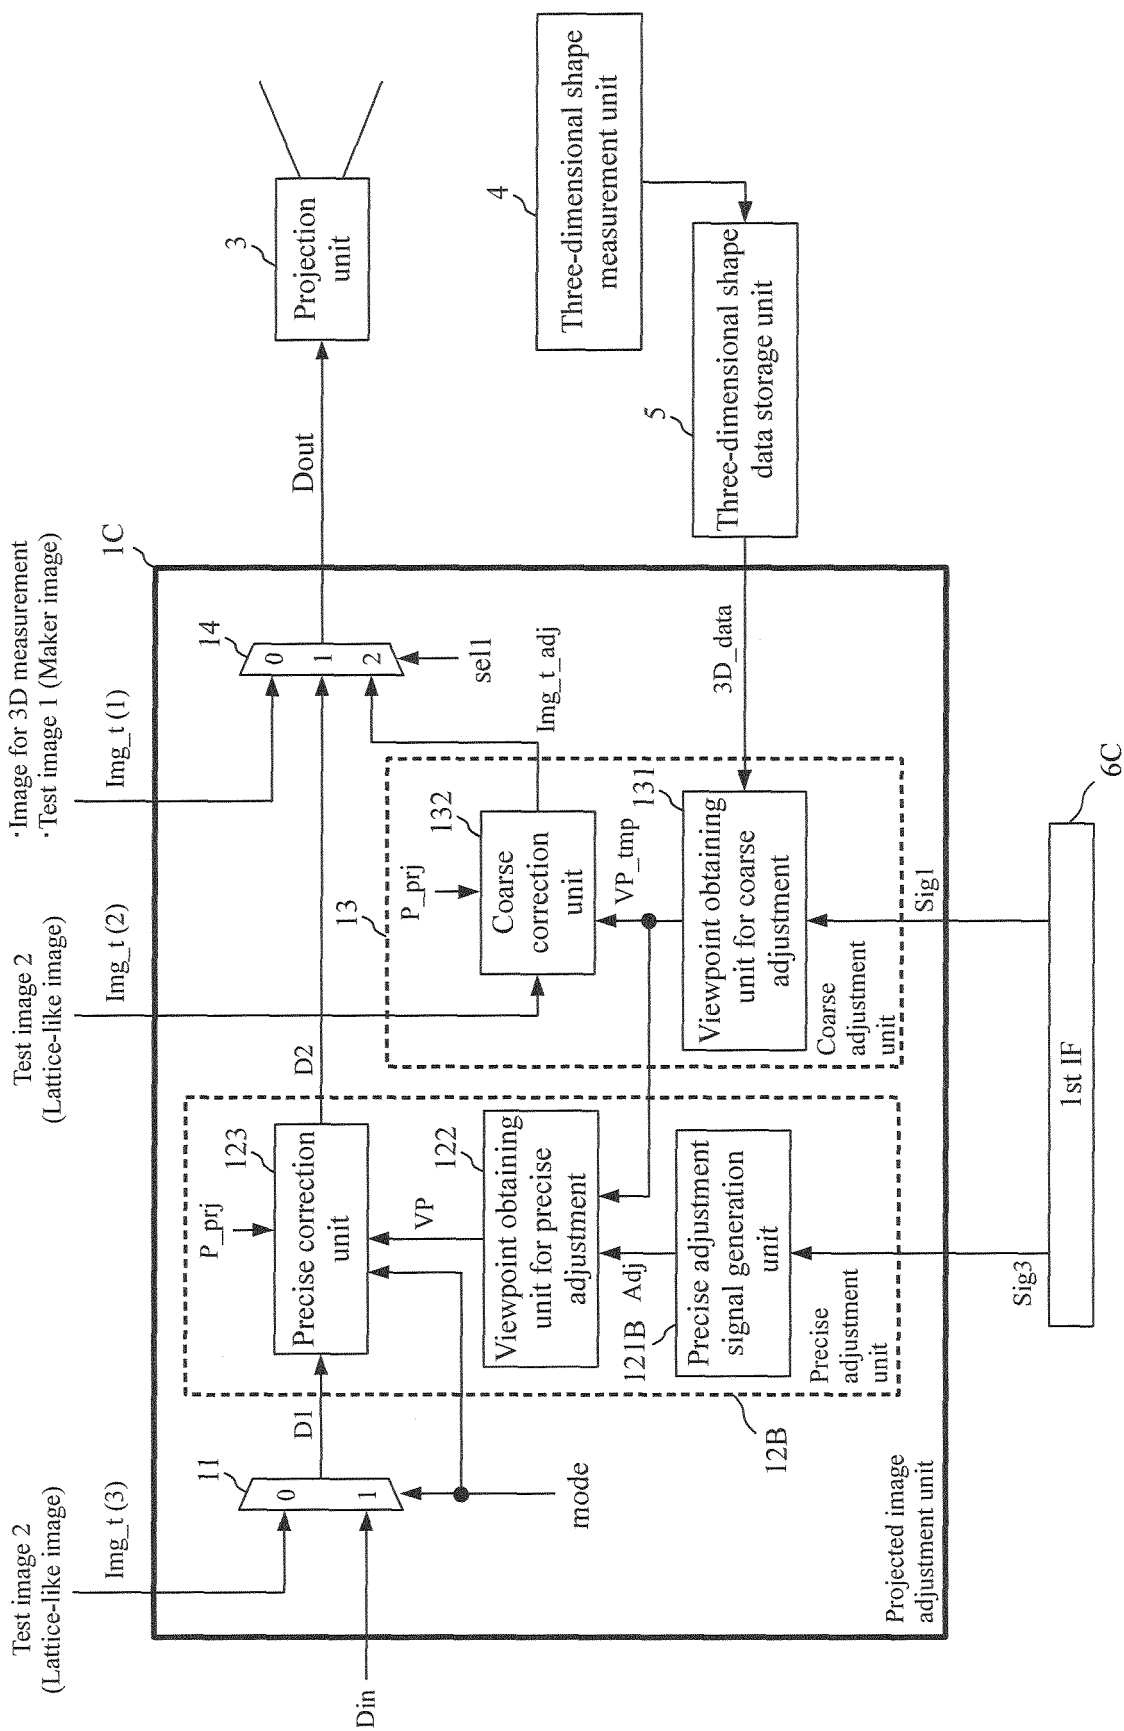 Test image 2
(Lattice-like image)
Img_t (3)
Test image 2
(Lattice-like image)
Img_t (2)
·Image for 3D measurement
·Test image 1 (Maker image)
Img_t (1)
1C
Din
11
0
1
mode
D1
P_prj
123
Precise correction
unit
VP
122
Viewpoint obtaining
unit for precise
adjustment
Adj
121B
Precise adjustment
signal generation
unit
Precise adjustment
unit
12B
D2
13
P_prj
132
Coarse
correction
unit
VP_tmp
131
Viewpoint obtaining
unit for coarse
adjustment
Coarse
adjustment
unit
Img_t_adj
14
0
1
2
sel1
Dout
3
Projection
unit
4
Three-dimensional shape
measurement unit
5
Three-dimensional shape
data storage unit
3D_data
Projected image
adjustment unit
Sig3
Sig1
1st IF
6C